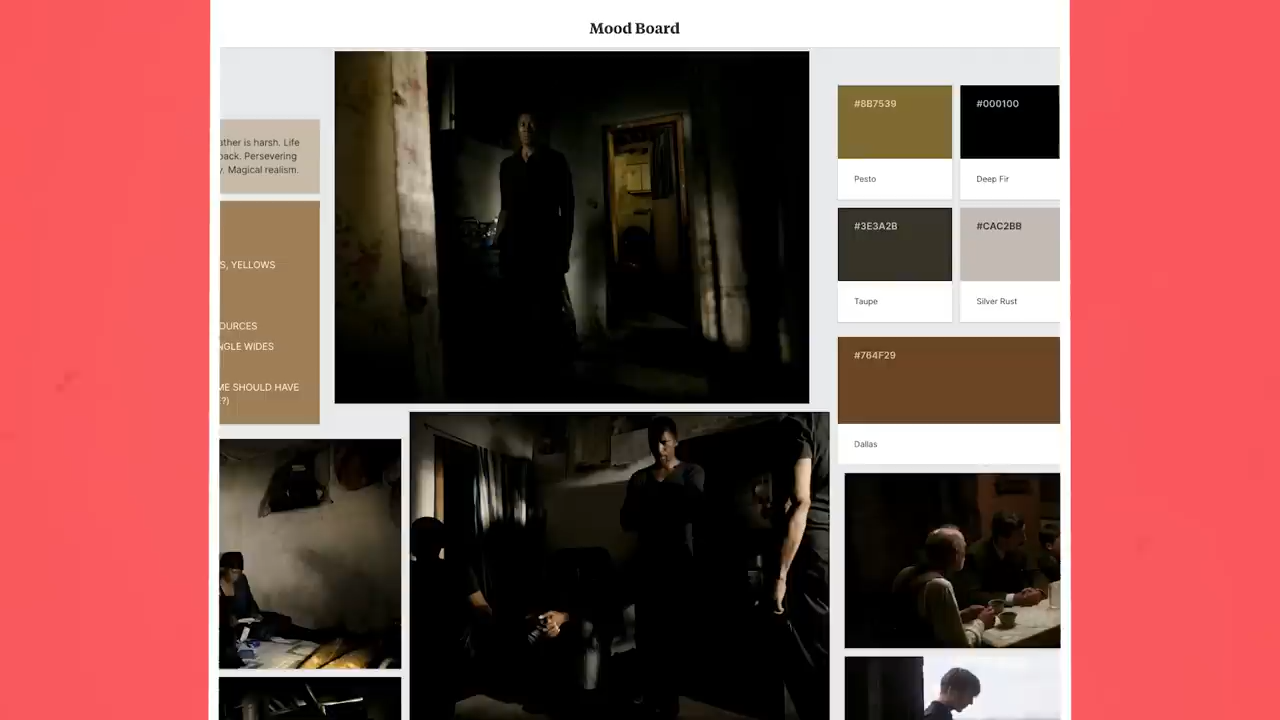 Mood Board
ther is harsh. Life
back. Persevering
y. Magical realism.
S, YELLOWS
OURCES
NGLE WIDES
ME SHOULD HAVE
?)
#8B7539
Pesto
#000100
Deep Fir
#3E3A2B
Taupe
#CAC2BB
Silver Rust
#764F29
Dallas